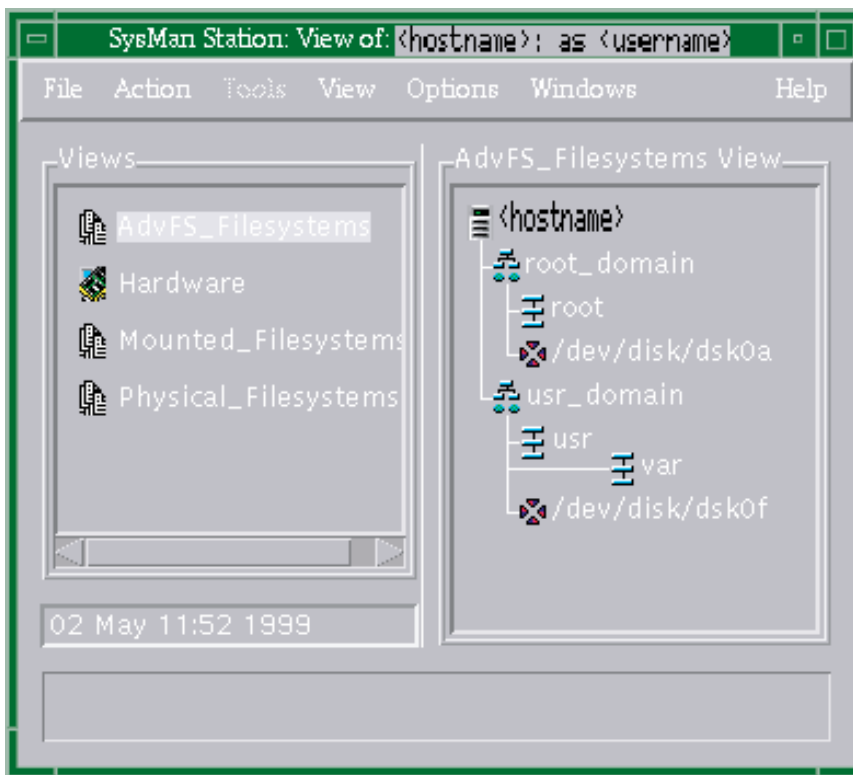 SysMan Station: View of: <hostname>: as <username>
File Action Tools View Options Windows Help
Views
AdvFS_Filesystems
Hardware
Mounted_Filesystems
Physical_Filesystems
02 May 11:52 1999
AdvFS_Filesystems View
<hostname>
root_domain
root
/dev/disk/dsk0a
usr_domain
usr
var
/dev/disk/dsk0f